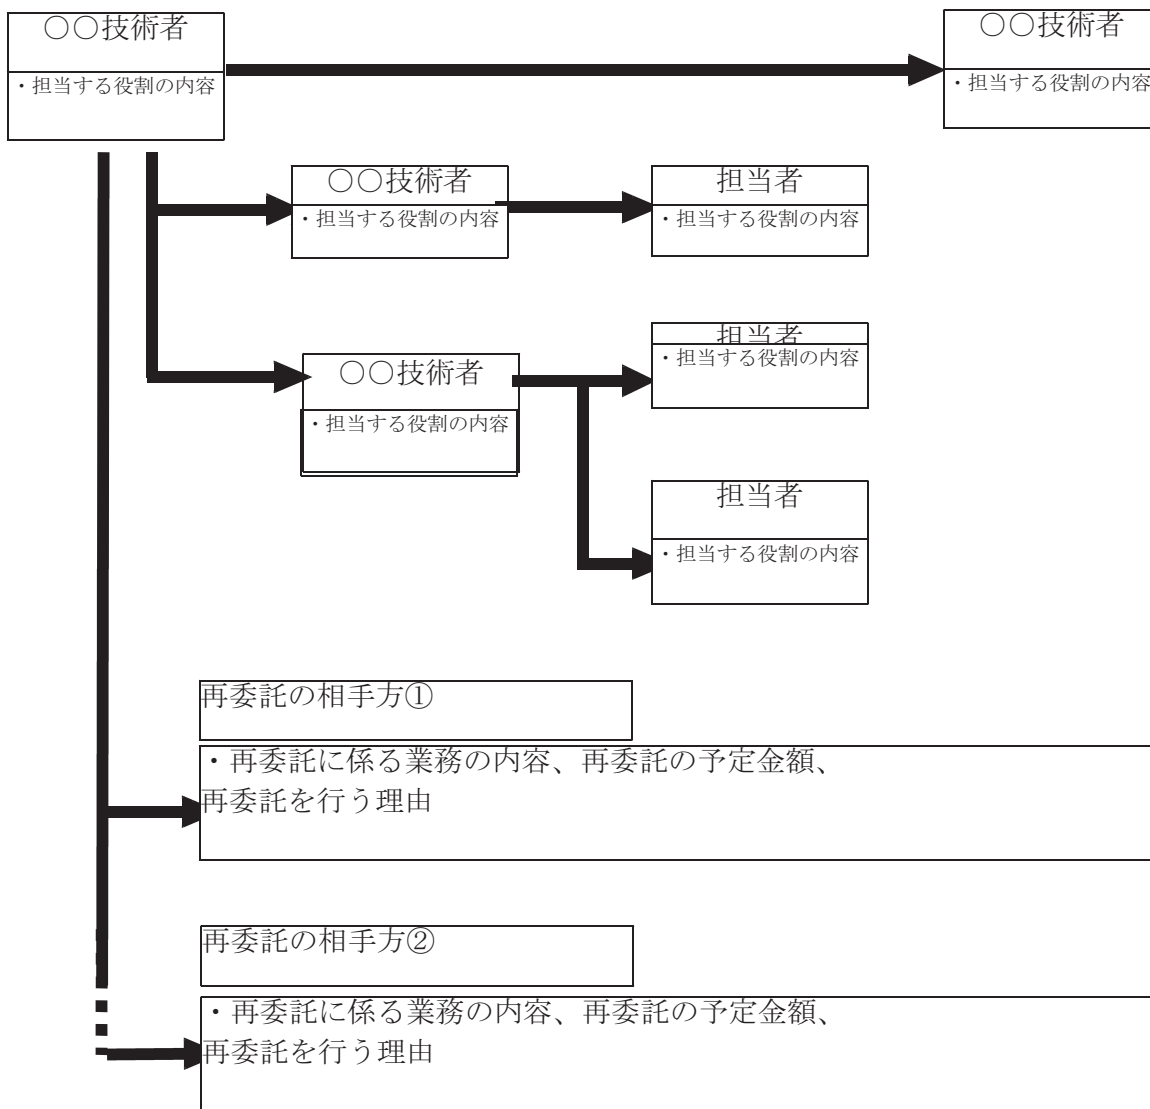 〇〇技術者
・担当する役割の内容
〇〇技術者
・担当する役割の内容
〇〇技術者
・担当する役割の内容
担当者
・担当する役割の内容
〇〇技術者
・担当する役割の内容
担当者
・担当する役割の内容
担当者
・担当する役割の内容
再委託の相手方①
・再委託に係る業務の内容、再委託の予定金額、
再委託を行う理由
再委託の相手方②
・再委託に係る業務の内容、再委託の予定金額、
再委託を行う理由